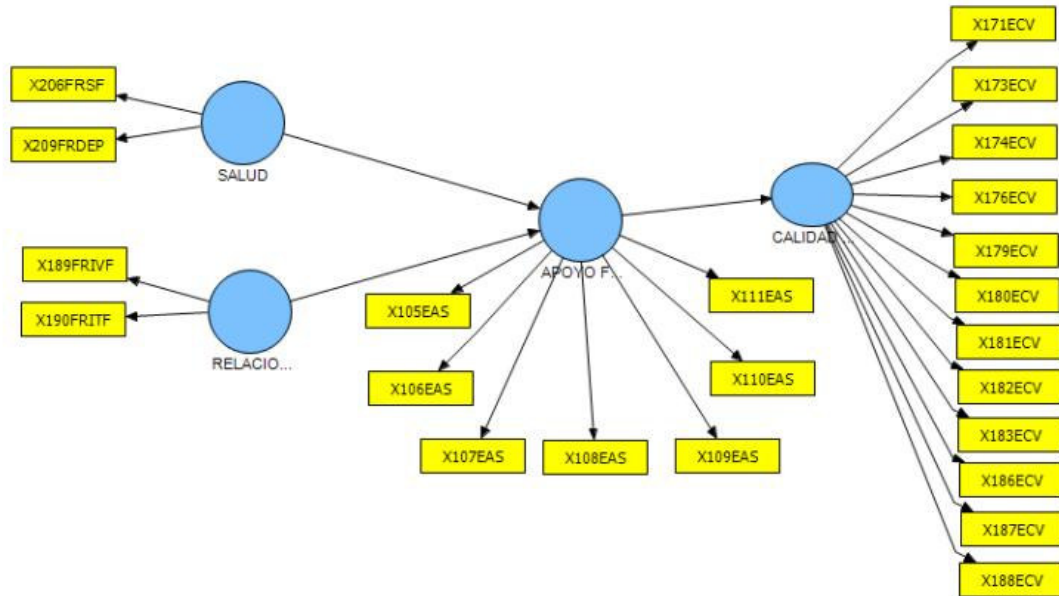 X206FRSF
X209FRDEP
SALUD
X189FRIVF
X190FRITF
RELACIO...
APOYO F...
X105EAS
X106EAS
X107EAS
X108EAS
X109EAS
X110EAS
X111EAS
CALIDAD ...
X171ECV
X173ECV
X174ECV
X176ECV
X179ECV
X180ECV
X181ECV
X182ECV
X183ECV
X186ECV
X187ECV
X188ECV